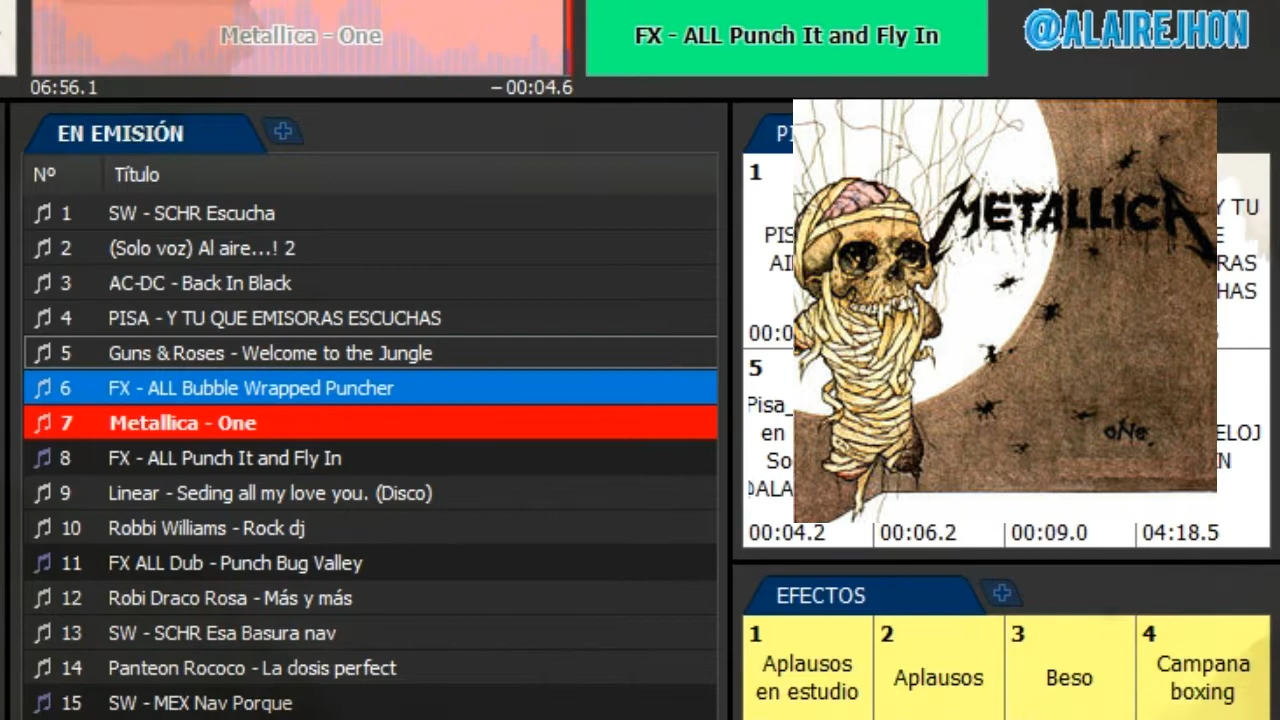 Metallica - One
FX - ALL Punch It and Fly In
@ALAIREJHON
06:56.1
-00:04.6
EN EMISIÓN
Nº Título
1 SW - SCHR Escucha
2 (Solo voz) Al aire...! 2
3 AC-DC - Back In Black
4 PISA - Y TU QUE EMISORAS ESCUCHAS
5 Guns & Roses - Welcome to the Jungle
6 FX - ALL Bubble Wrapped Puncher
7 Metallica - One
8 FX - ALL Punch It and Fly In
9 Linear - Seding all my love you. (Disco)
10 Robbi Williams - Rock dj
11 FX ALL Dub - Punch Bug Valley
12 Robi Draco Rosa - Más y más
13 SW - SCHR Esa Basura nav
14 Panteon Rococo - La dosis perfect
15 SW - MEX Nav Porque
1
Y TU
METALLICA
one
5
Pisa_
en
00:04.2 00:06.2 00:09.0 04:18.5
EFECTOS
1 Aplausos en estudio
2 Aplausos
3 Beso
4 Campana boxing